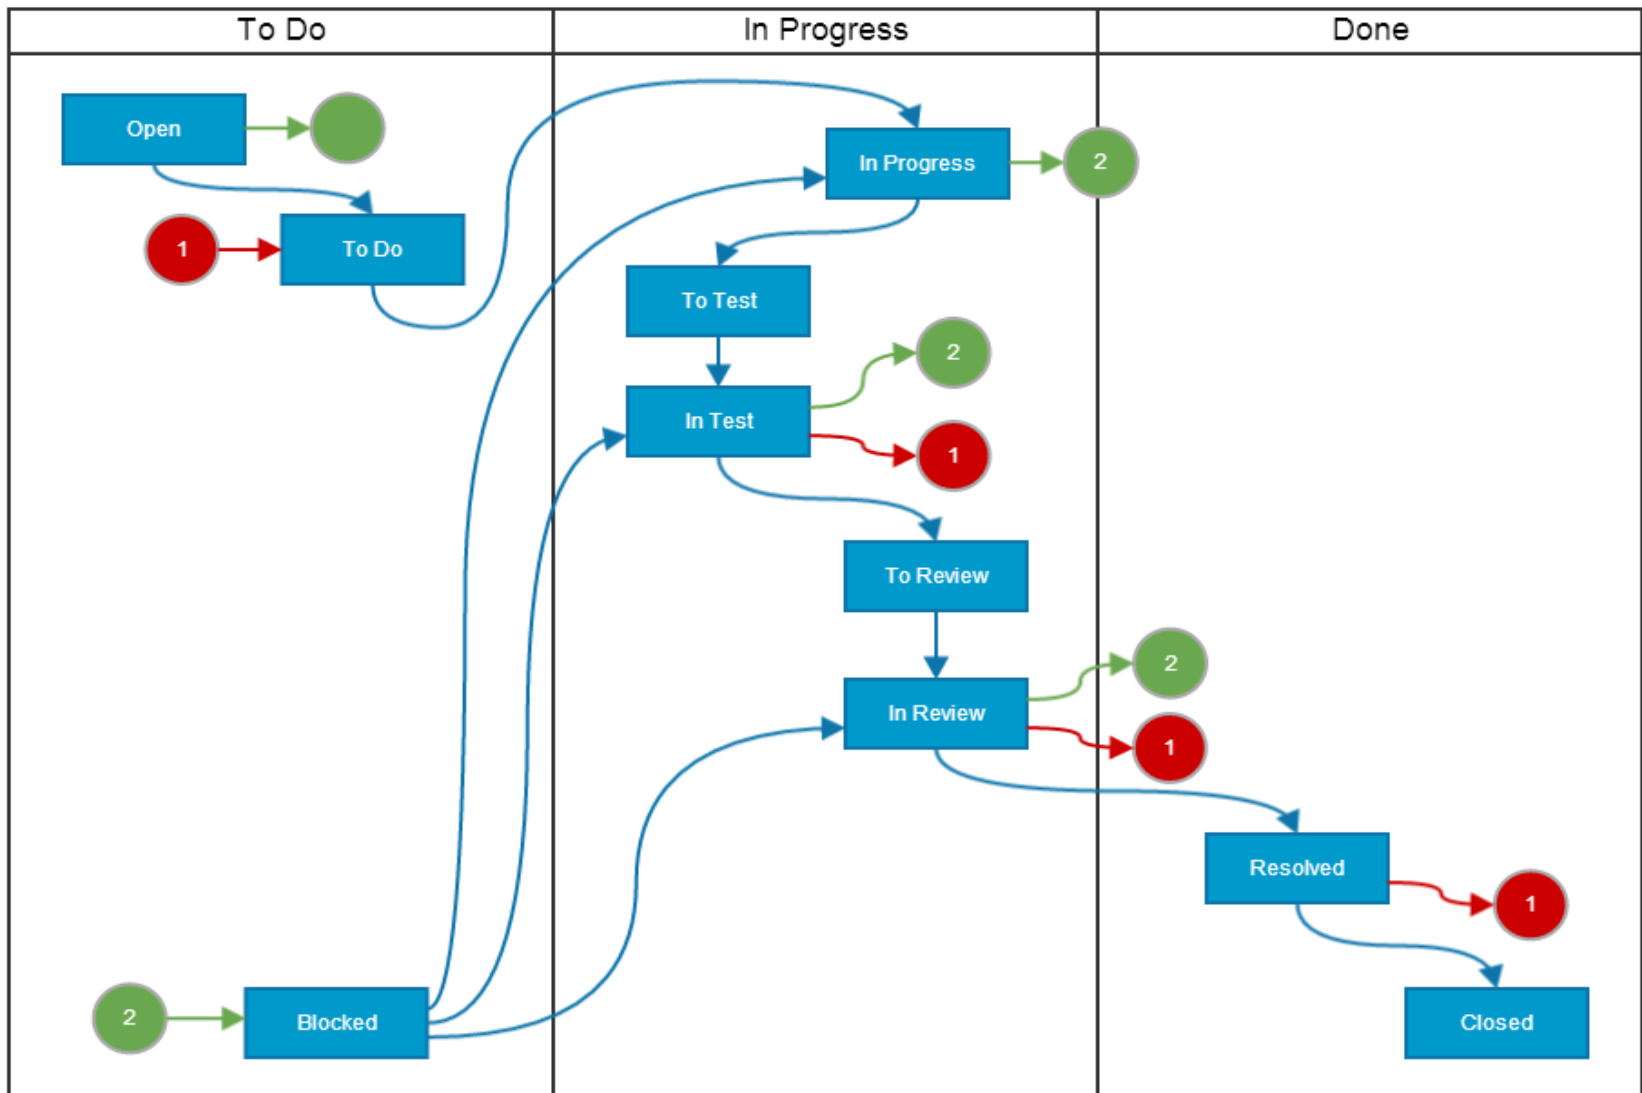 To Do
In Progress
Done
Open
In Progress
2
1
To Do
To Test
2
In Test
1
To Review
2
In Review
1
Resolved
1
2
Blocked
Closed